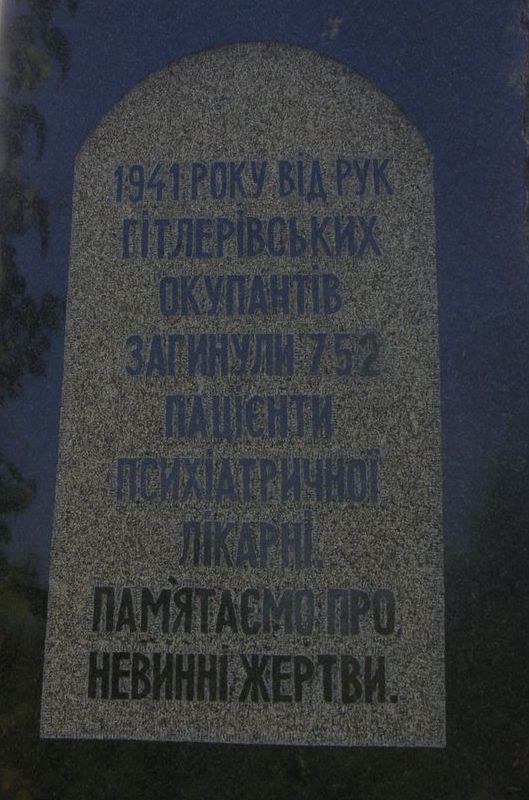 1941 РОКУ ВІД РУК
ГІТЛЕРІВСЬКИХ
ОКУПАНТІВ
ЗАГИНУЛИ 752
ПАЦІЄНТИ
ПСИХІАТРИЧНОЇ
ЛІКАРНІ.
ПАМ'ЯТАЄМО ПРО
НЕВИННІ ЖЕРТВИ.